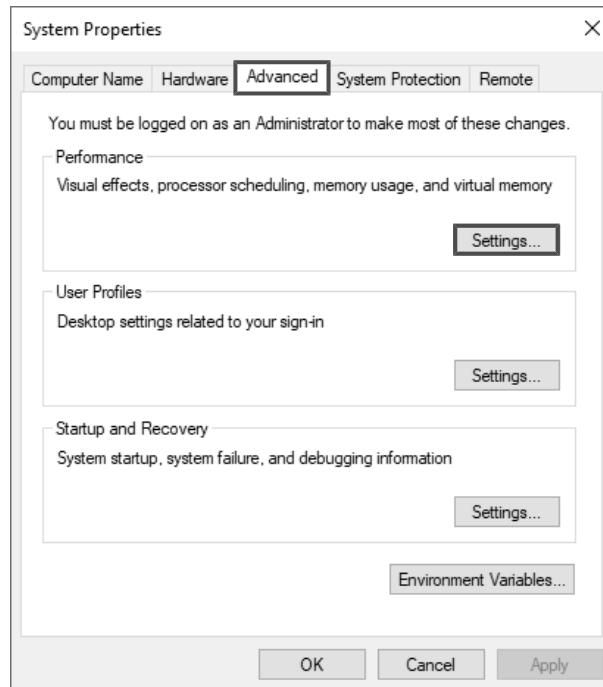 System Properties
Computer Name Hardware Advanced System Protection Remote
You must be logged on as an Administrator to make most of these changes.
Performance
Visual effects, processor scheduling, memory usage, and virtual memory
Settings...
User Profiles
Desktop settings related to your sign-in
Settings...
Startup and Recovery
System startup, system failure, and debugging information
Settings...
Environment Variables...
OK Cancel Apply